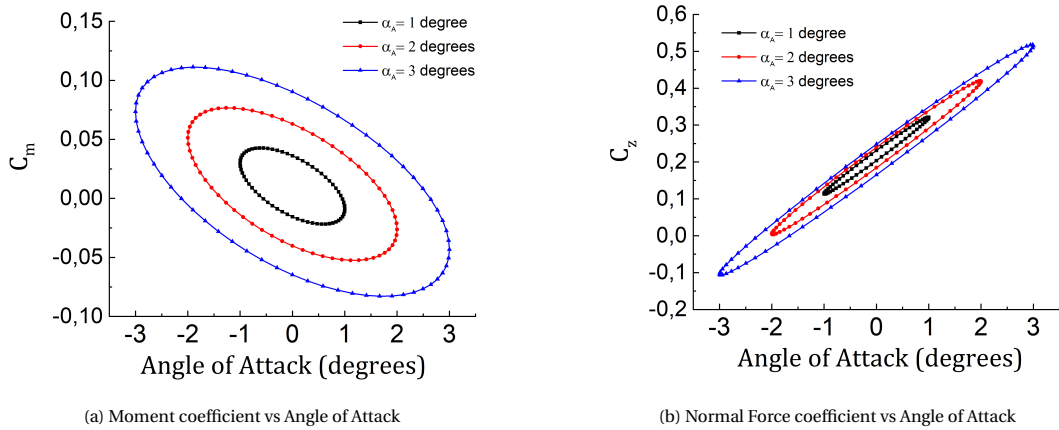 0,15
α_A= 1 degree
α_A= 2 degrees
α_A= 3 degrees
0,10
0,05
0,00
-0,05
-0,10
C_m
-3 -2 -1 0 1 2 3
Angle of Attack (degrees)
(a) Moment coefficient vs Angle of Attack
0,6
α_A= 1 degree
α_A= 2 degrees
α_A= 3 degrees
0,5
0,4
0,3
0,2
0,1
0,0
-0,1
-0,2
C_z
-3 -2 -1 0 1 2 3
Angle of Attack (degrees)
(b) Normal Force coefficient vs Angle of Attack